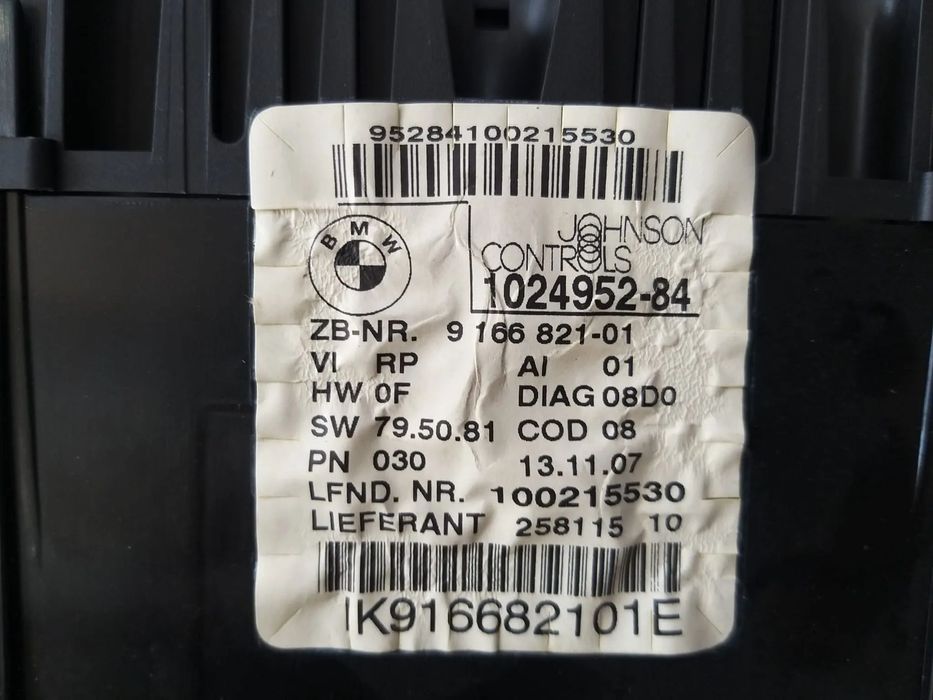 95284100215530
BMW
JOHNSON
CONTROLS
1024952-84
ZB-NR. 9 166 821-01
VI RP AI 01
HW 0F DIAG 08D0
SW 79.50.81 COD 08
PN 030 13.11.07
LFND. NR. 100215530
LIEFERANT 258115 10
IK916682101E